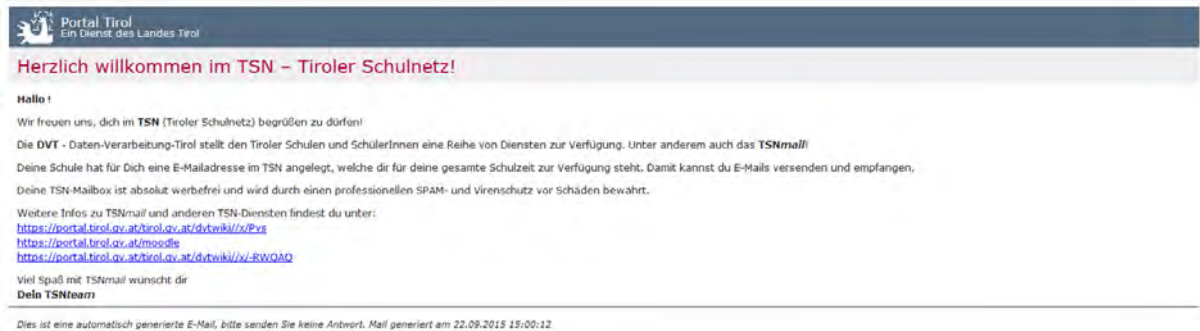 Portal Tirol
Ein Dienst des Landes Tirol
Herzlich willkommen im TSN – Tiroler Schulnetz!
Hallo !
Wir freuen uns, dich im TSN (Tiroler Schulnetz) begrüßen zu dürfen!
Die DVT - Daten-Verarbeitung-Tirol stellt den Tiroler Schulen und SchülerInnen eine Reihe von Diensten zur Verfügung. Unter anderem auch das TSNmail!
Deine Schule hat für Dich eine E-Mailadresse im TSN angelegt, welche dir für deine gesamte Schulzeit zur Verfügung steht. Damit kannst du E-Mails versenden und empfangen.
Deine TSN-Mailbox ist absolut werbefrei und wird durch einen professionellen SPAM- und Virenschutz vor Schäden bewahrt.
Weitere Infos zu TSNmail und anderen TSN-Diensten findest du unter:
https://portal.tirol.gv.at/tirol.gv.at/dvtwiki//x/Pvs
https://portal.tirol.gv.at/moodle
https://portal.tirol.gv.at/tirol.gv.at/dvtwiki//x/-RWQAQ
Viel Spaß mit TSNmail wünscht dir
Dein TSNteam
Dies ist eine automatisch generierte E-Mail, bitte senden Sie keine Antwort. Mail generiert am 22.09.2015 15:00:12